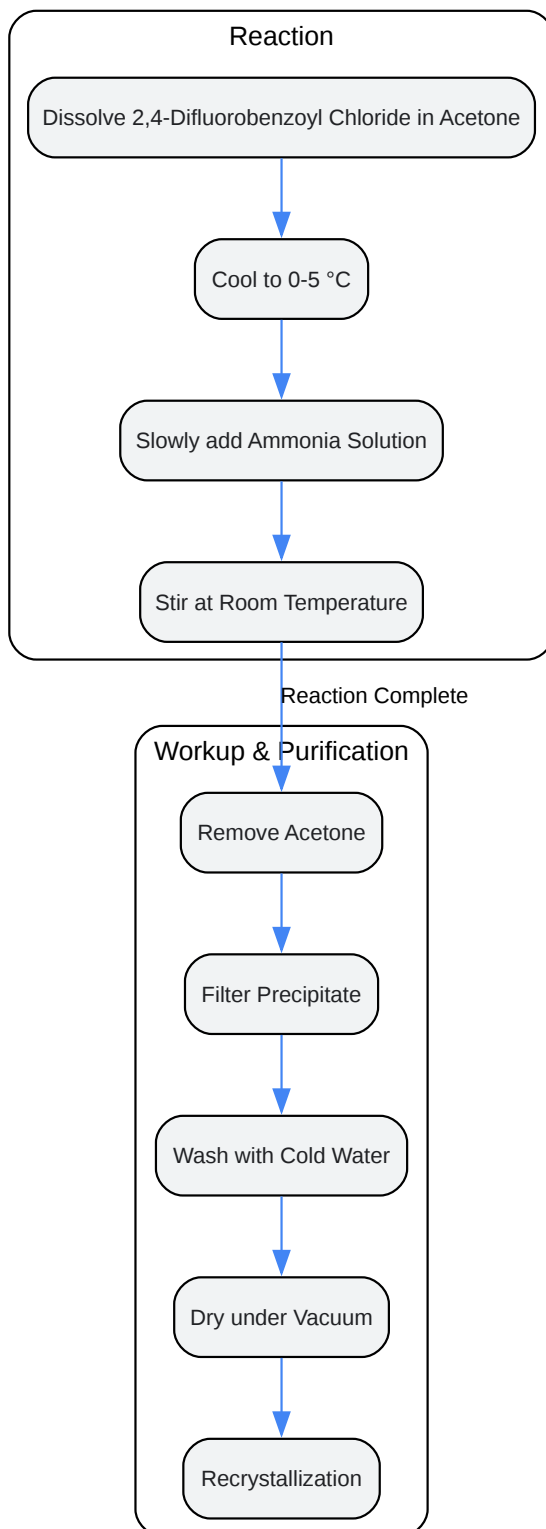 Reaction
Dissolve 2,4-Difluorobenzoyl Chloride in Acetone
Cool to 0-5 °C
Slowly add Ammonia Solution
Stir at Room Temperature
Reaction Complete
Workup & Purification
Remove Acetone
Filter Precipitate
Wash with Cold Water
Dry under Vacuum
Recrystallization